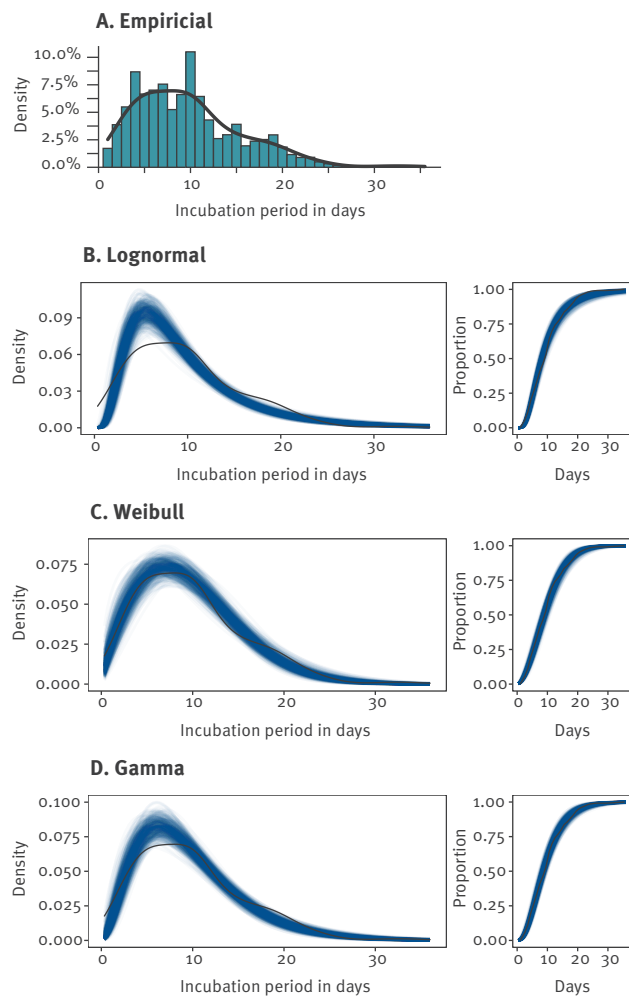 A. Empiricial
10.0%
7.5%
5.0%
2.5%
0.0%
Density
0 10 20 30
Incubation period in days
B. Lognormal
0.09
0.06
0.03
0.00
Density
0 10 20 30
Incubation period in days
1.00
0.75
0.50
0.25
0.00
Proportion
0 10 20 30
Days
C. Weibull
0.075
0.050
0.025
0.000
Density
0 10 20 30
Incubation period in days
1.00
0.75
0.50
0.25
0.00
Proportion
0 10 20 30
Days
D. Gamma
0.100
0.075
0.050
0.025
0.000
Density
0 10 20 30
Incubation period in days
1.00
0.75
0.50
0.25
0.00
Proportion
0 10 20 30
Days